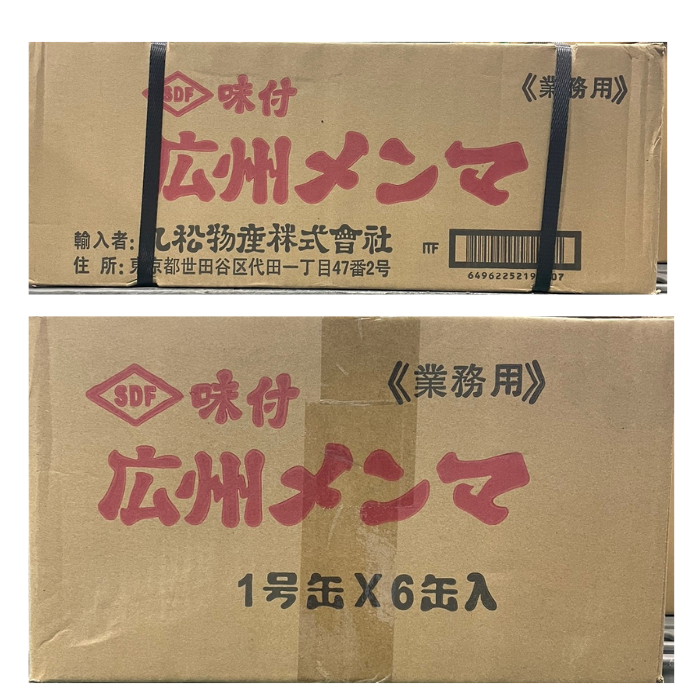 SDF 味付 《業務用》
広州メンマ
輸入者: 丸松物産株式會社 ITF
住所: 東京都世田谷区代田一丁目47番2号
SDF 味付 《業務用》
広州メンマ
1号缶X6缶入